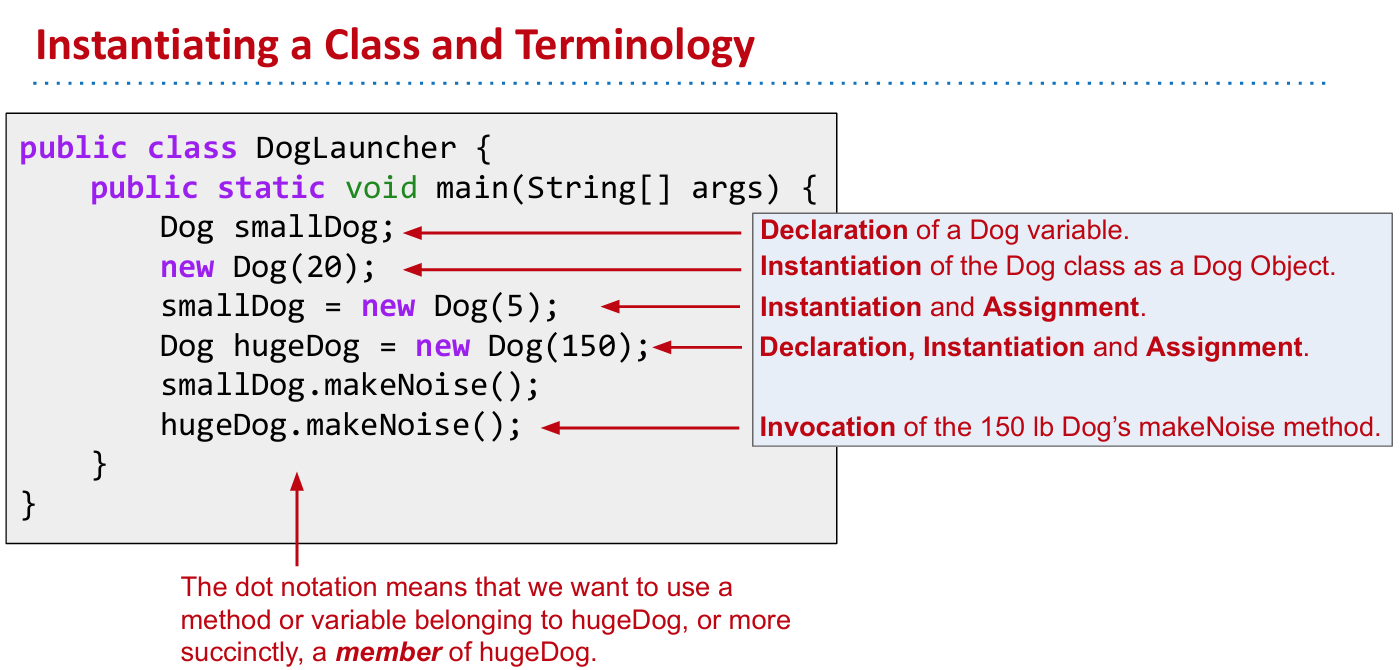 Instantiating a Class and Terminology
public class DogLauncher {
public static void main(String[] args) {
Dog smallDog;
Declaration of a Dog variable.
new Dog(20);
Instantiation of the Dog class as a Dog Object.
smallDog = new Dog(5);
Instantiation and Assignment.
Dog hugeDog = new Dog(150);
Declaration, Instantiation and Assignment.
smallDog.makeNoise();
hugeDog.makeNoise();
Invocation of the 150 lb Dog’s makeNoise method.
}
}
The dot notation means that we want to use a
method or variable belonging to hugeDog, or more
succinctly, a member of hugeDog.